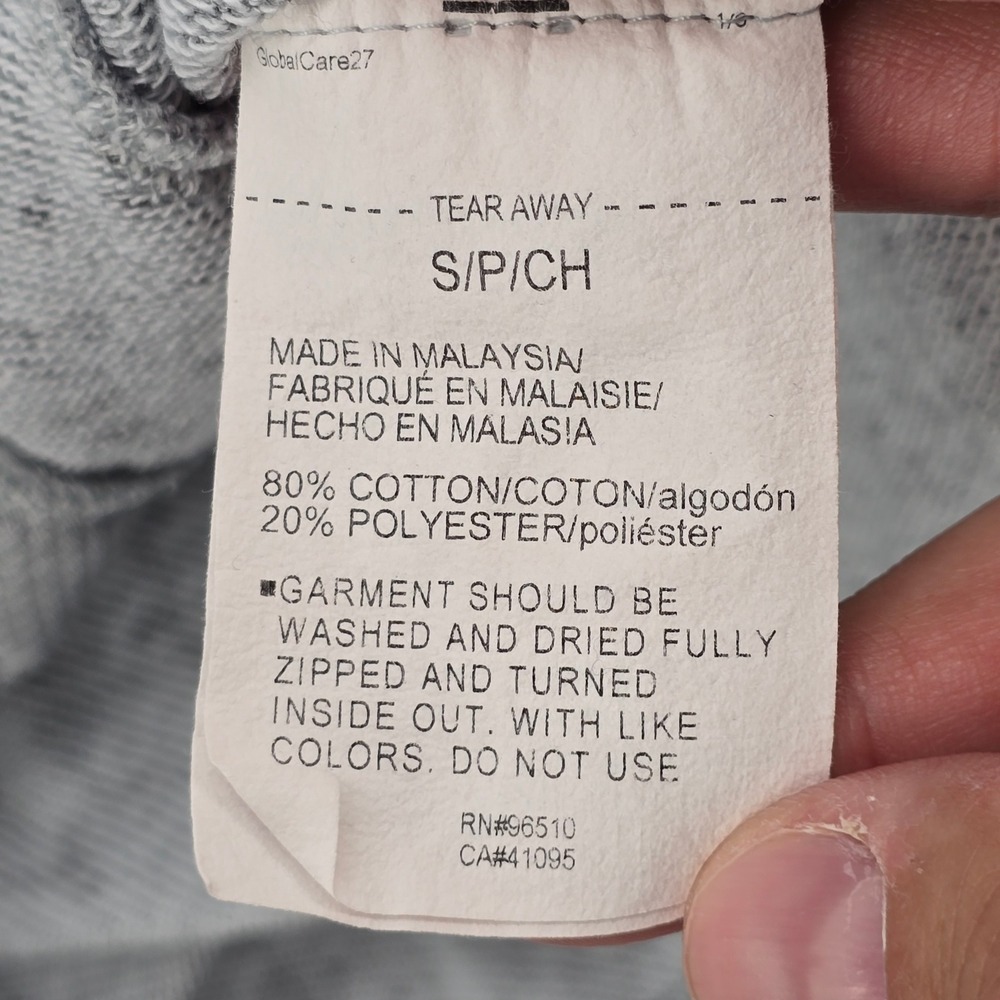 1/6
GlobalCare27
TEAR AWAY
S/P/CH
MADE IN MALAYSIA/
FABRIQUÉ EN MALAISIE/
HECHO EN MALASIA
80% COTTON/COTON/algodón
20% POLYESTER/poliéster
▪GARMENT SHOULD BE
WASHED AND DRIED FULLY
ZIPPED AND TURNED
INSIDE OUT. WITH LIKE
COLORS. DO NOT USE
RN#96510
CA#41095